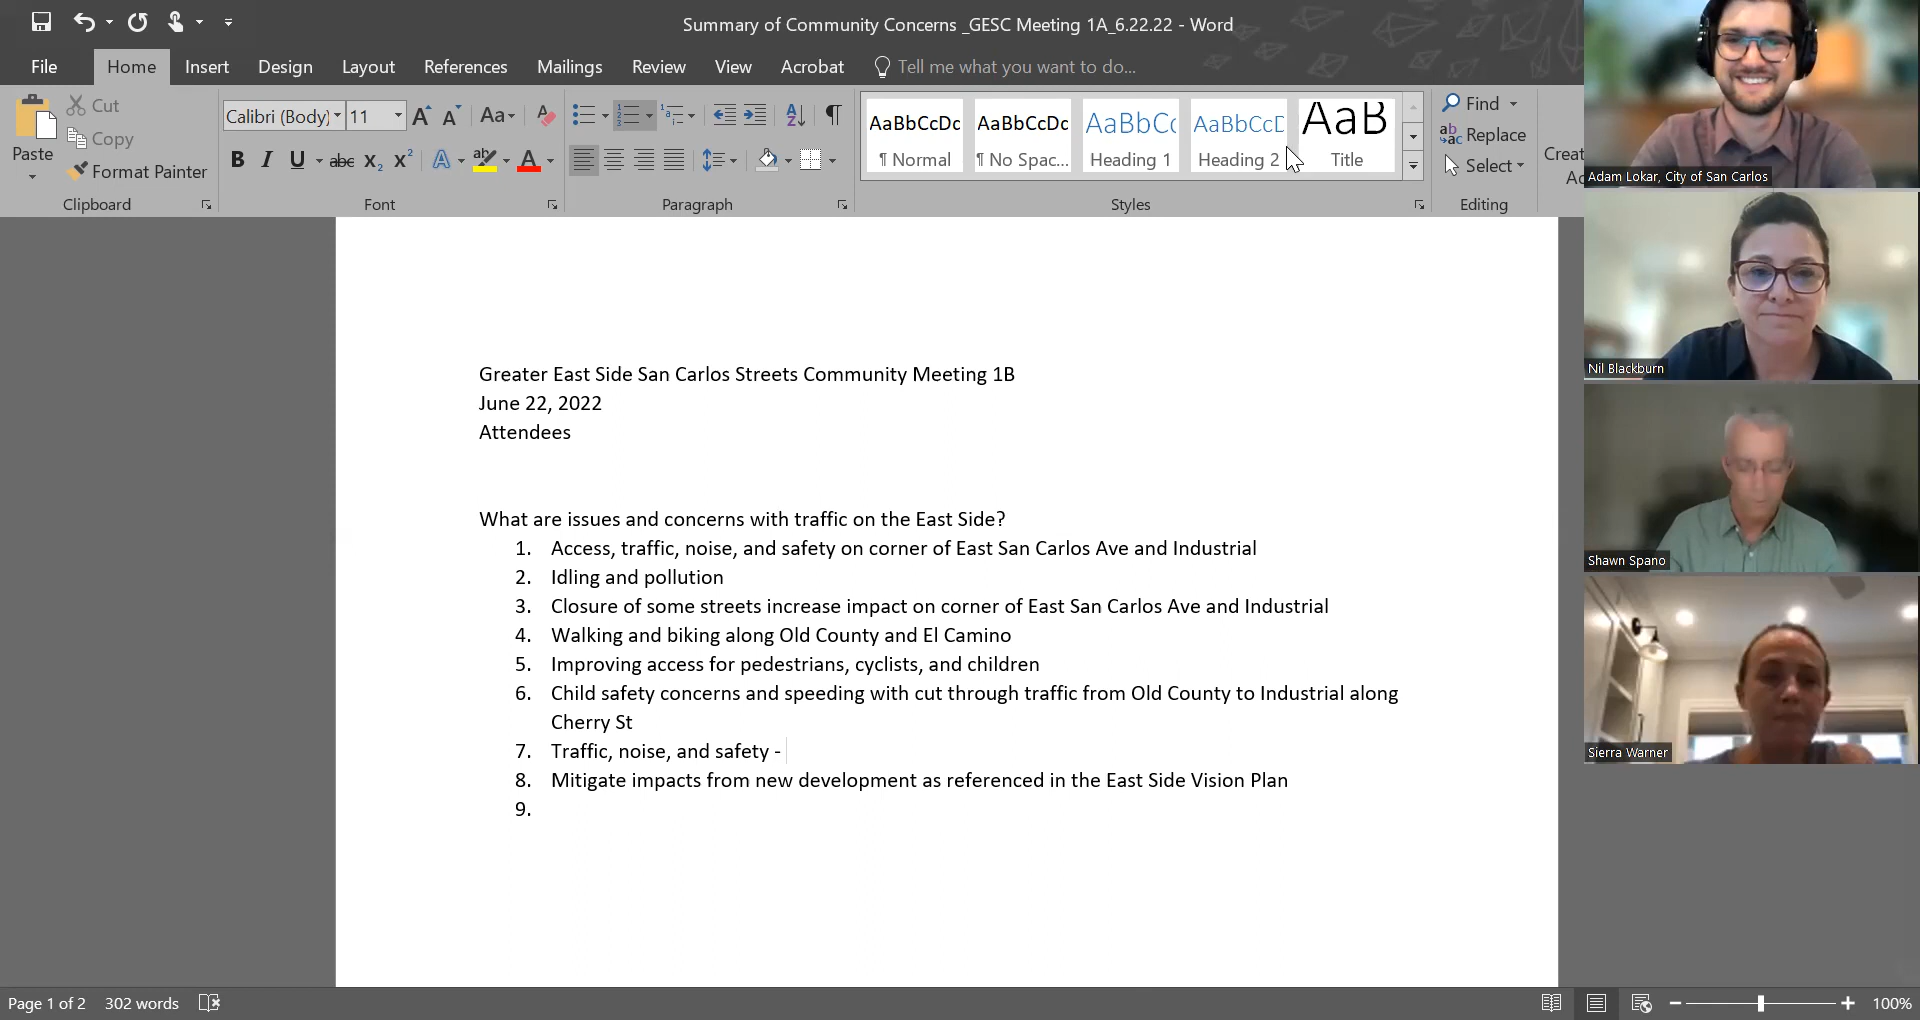 Summary of Community Concerns _GESC Meeting 1A_6.22.22 - Word
File Home Insert Design Layout References Mailings Review View Acrobat Tell me what you want to do...
Paste
Cut
Copy
Format Painter
Clipboard
Calibri (Body) 11
Font
Paragraph
AaBbCcDc AaBbCcDc AaBbCc AaBbCcD AaB
¶ Normal ¶ No Spac... Heading 1 Heading 2 Title
Styles
Find
Replace
Select
Editing
Creat
Ac
Greater East Side San Carlos Streets Community Meeting 1B
June 22, 2022
Attendees
What are issues and concerns with traffic on the East Side?
1. Access, traffic, noise, and safety on corner of East San Carlos Ave and Industrial
2. Idling and pollution
3. Closure of some streets increase impact on corner of East San Carlos Ave and Industrial
4. Walking and biking along Old County and El Camino
5. Improving access for pedestrians, cyclists, and children
6. Child safety concerns and speeding with cut through traffic from Old County to Industrial along
Cherry St
7. Traffic, noise, and safety -
8. Mitigate impacts from new development as referenced in the East Side Vision Plan
9.
Adam Lokar, City of San Carlos
Nil Blackburn
Shawn Spano
Sierra Warner
Page 1 of 2 302 words
100%